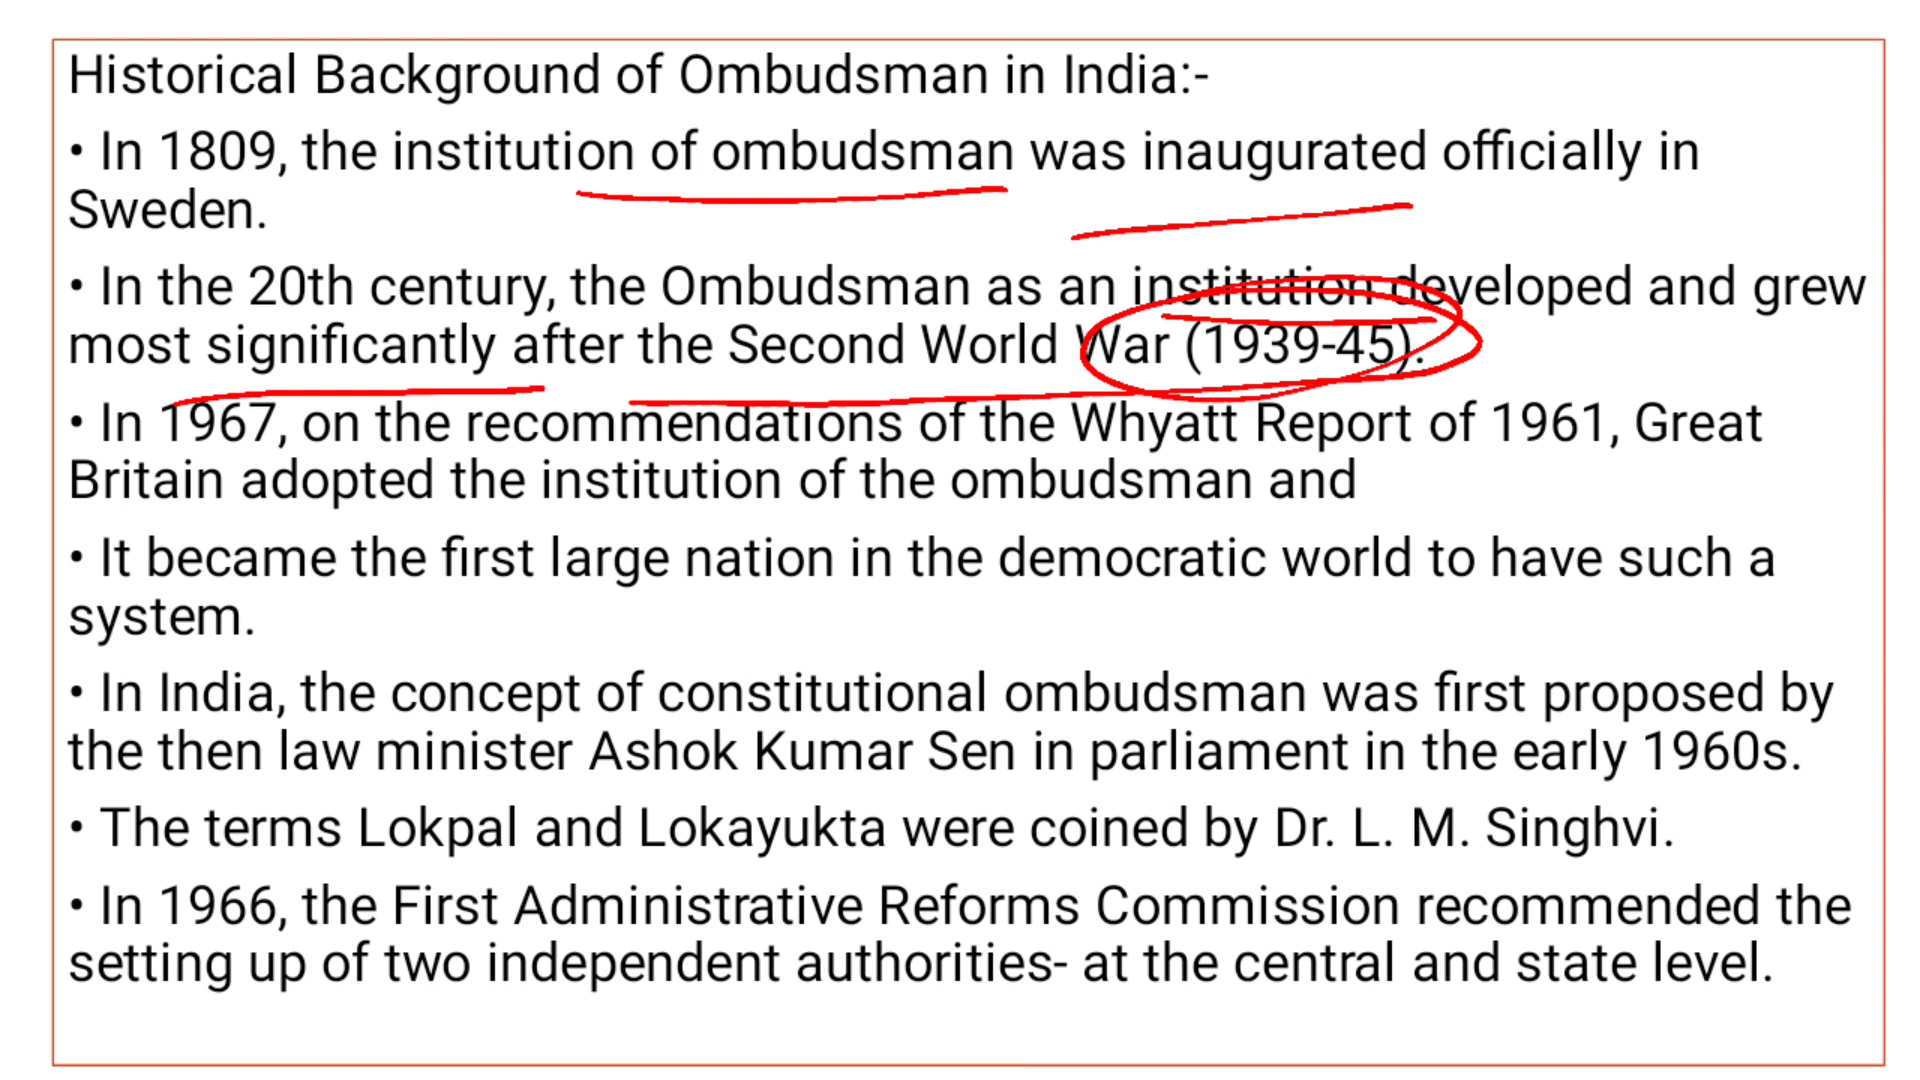 Historical Background of Ombudsman in India:-
• In 1809, the institution of ombudsman was inaugurated officially in
Sweden.
• In the 20th century, the Ombudsman as an institution developed and grew
most significantly after the Second World War (1939-45).
• In 1967, on the recommendations of the Whyatt Report of 1961, Great
Britain adopted the institution of the ombudsman and
• It became the first large nation in the democratic world to have such a
system.
• In India, the concept of constitutional ombudsman was first proposed by
the then law minister Ashok Kumar Sen in parliament in the early 1960s.
• The terms Lokpal and Lokayukta were coined by Dr. L. M. Singhvi.
• In 1966, the First Administrative Reforms Commission recommended the
setting up of two independent authorities- at the central and state level.